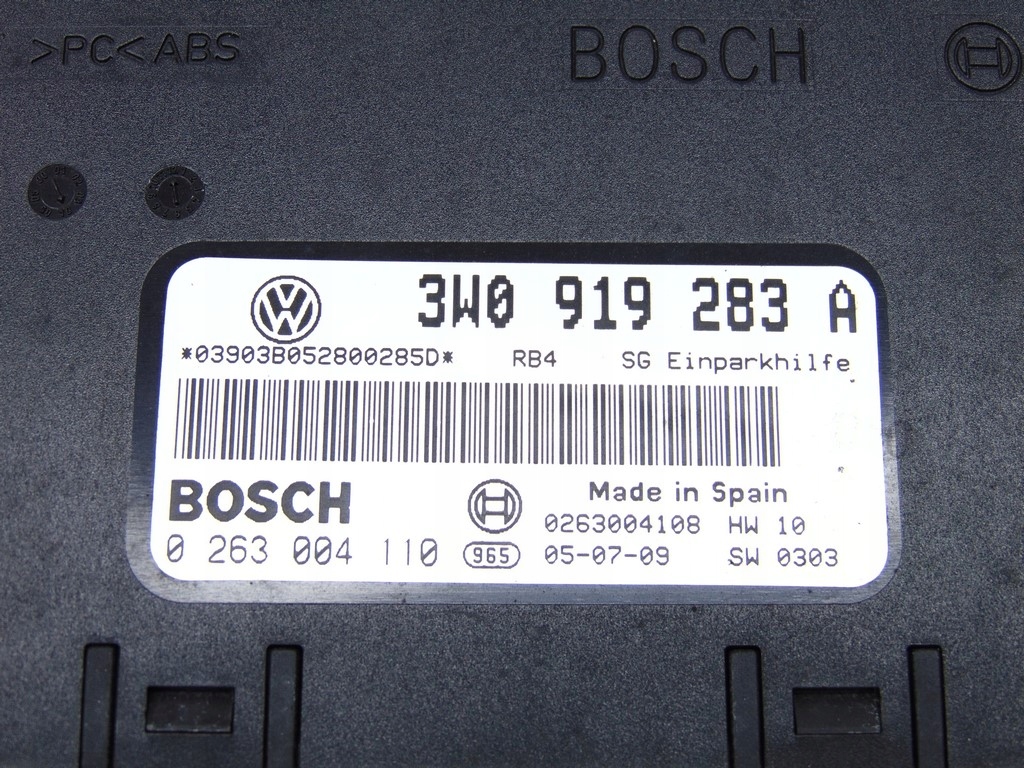 >PC<ABS
BOSCH
3W0 919 283 A
*03903B052800285D* RB4 SG Einparkhilfe
BOSCH
Made in Spain
0263004108 HW 10
0 263 004 110 965 05-07-09 SW 0303